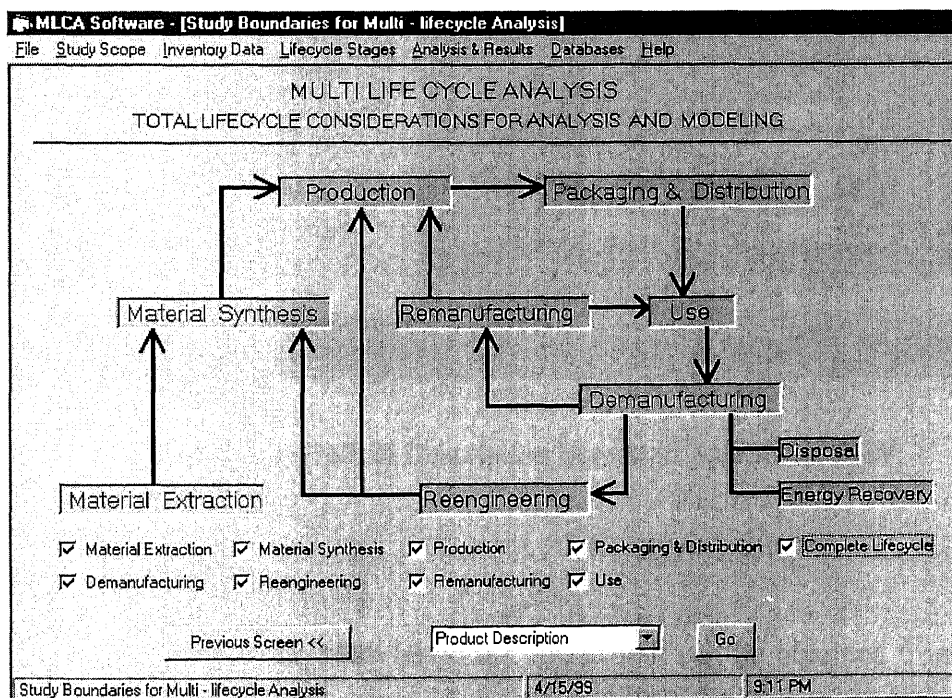 MLCA Software - [Study Boundaries for Multi - lifecycle Analysis]
File Study Scope Inventory Data Lifecycle Stages Analysis & Results Databases Help
MULTI LIFE CYCLE ANALYSIS
TOTAL LIFECYCLE CONSIDERATIONS FOR ANALYSIS AND MODELING
Production Packaging & Distribution
Material Synthesis Remanufacturing Use
Demanufacturing
Disposal
Material Extraction Reengineering Energy Recovery
Material Extraction Material Synthesis Production Packaging & Distribution Complete Lifecycle
Demanufacturing Reengineering Remanufacturing Use
Previous Screen << Product Description Go
Study Boundaries for Multi - lifecycle Analysis 4/15/99 9:11 PM